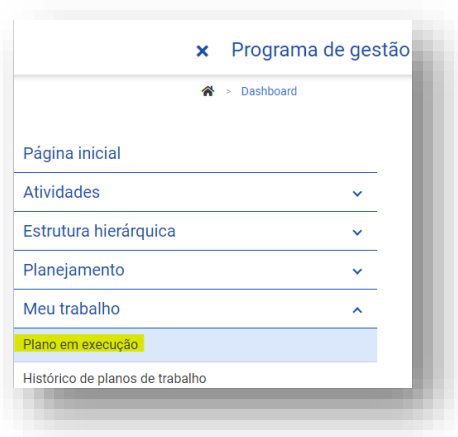 × Programa de gestão
> Dashboard
Página inicial
Atividades
Estrutura hierárquica
Planejamento
Meu trabalho
Plano em execução
Histórico de planos de trabalho